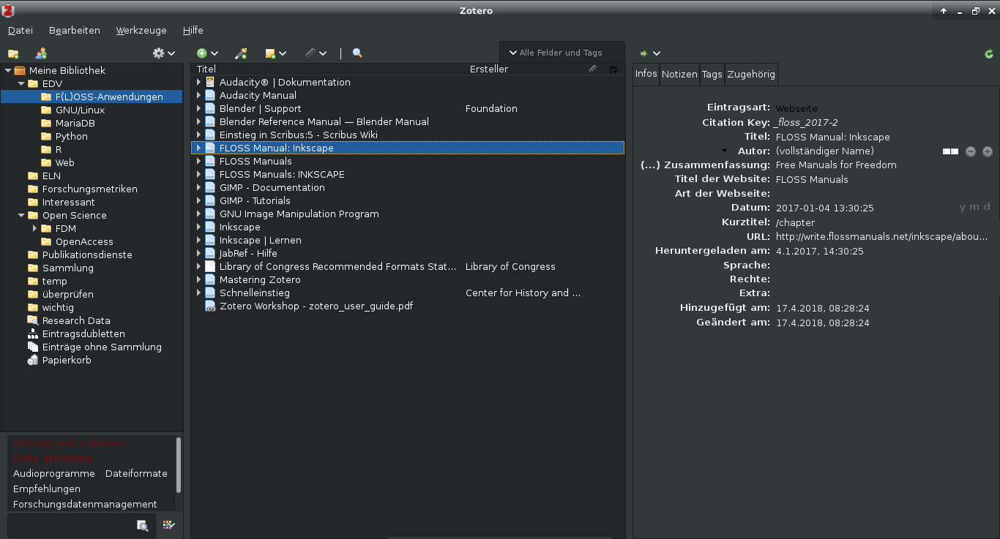 Zotero
Datei Bearbeiten Werkzeuge Hilfe
Alle Felder und Tags
Meine Bibliothek
EDV
F(L)OSS-Anwendungen
GNU/Linux
MariaDB
Python
R
Web
ELN
Forschungsmetriken
Interessant
Open Science
FDM
OpenAccess
Publikationsdienste
Sammlung
temp
überprüfen
wichtig
Research Data
Eintragsdubletten
Einträge ohne Sammlung
Papierkorb
History and criticism
Data archiving
Audioprogramme Dateiformate
Empfehlungen
Forschungsdatenmanagement
Titel Ersteller
Audacity® | Dokumentation
Audacity Manual
Blender | Support Foundation
Blender Reference Manual — Blender Manual
Einstieg in Scribus:5 - Scribus Wiki
FLOSS Manual: Inkscape
FLOSS Manuals
FLOSS Manuals: INKSCAPE
GIMP - Documentation
GIMP - Tutorials
GNU Image Manipulation Program
Inkscape
Inkscape | Lernen
JabRef - Hilfe
Library of Congress Recommended Formats Stat... Library of Congress
Mastering Zotero
Schnelleinstieg Center for History and ...
Zotero Workshop - zotero_user_guide.pdf
Infos Notizen Tags Zugehörig
Eintragsart: Webseite
Citation Key: _floss_2017-2
Titel: FLOSS Manual: Inkscape
Autor: (vollständiger Name)
(...) Zusammenfassung: Free Manuals for Freedom
Titel der Website: FLOSS Manuals
Art der Webseite:
Datum: 2017-01-04 13:30:25 y m d
Kurztitel: /chapter
URL: http://write.flossmanuals.net/inkscape/abou...
Heruntergeladen am: 4.1.2017, 14:30:25
Sprache:
Rechte:
Extra:
Hinzugefügt am: 17.4.2018, 08:28:24
Geändert am: 17.4.2018, 08:28:24